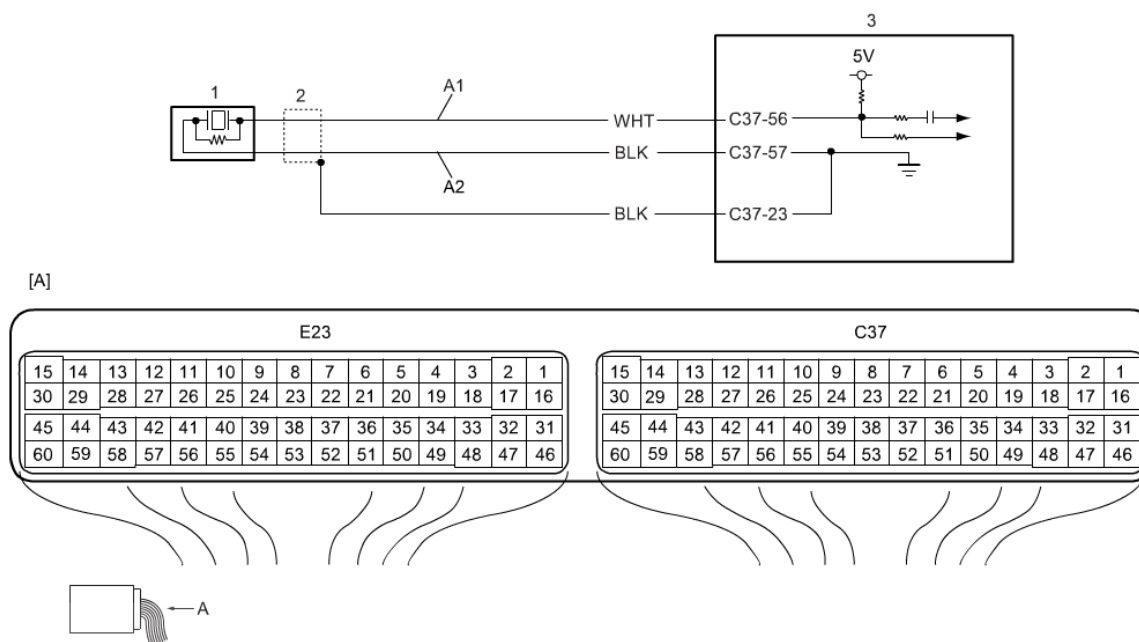 3
5V
1
2
A1
WHT
C37-56
BLK
C37-57
A2
BLK
C37-23
[A]
E23
C37
15 14 13 12 11 10 9 8 7 6 5 4 3 2 1
30 29 28 27 26 25 24 23 22 21 20 19 18 17 16
45 44 43 42 41 40 39 38 37 36 35 34 33 32 31
60 59 58 57 56 55 54 53 52 51 50 49 48 47 46
15 14 13 12 11 10 9 8 7 6 5 4 3 2 1
30 29 28 27 26 25 24 23 22 21 20 19 18 17 16
45 44 43 42 41 40 39 38 37 36 35 34 33 32 31
60 59 58 57 56 55 54 53 52 51 50 49 48 47 46
A